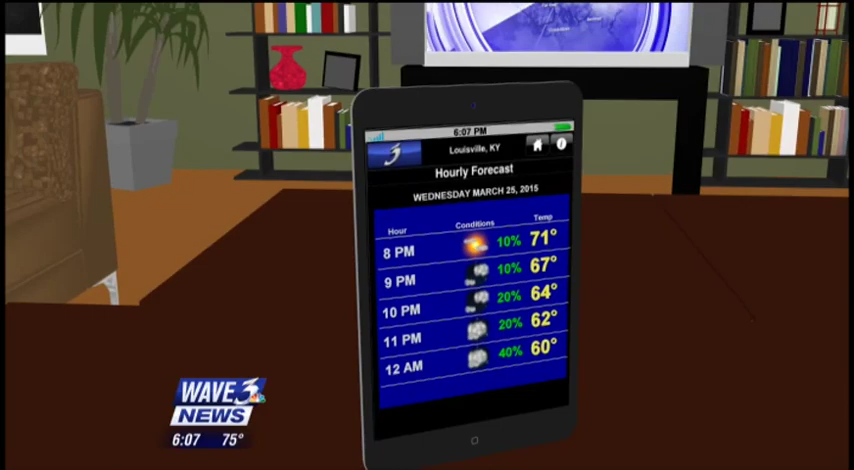 6:07 PM
3
Louisville, KY
i
Hourly Forecast
WEDNESDAY MARCH 25, 2015
Hour Conditions Temp
8 PM 10% 71°
9 PM 10% 67°
10 PM 20% 64°
11 PM 20% 62°
12 AM 40% 60°
WAVE 3
NEWS
6:07 75°